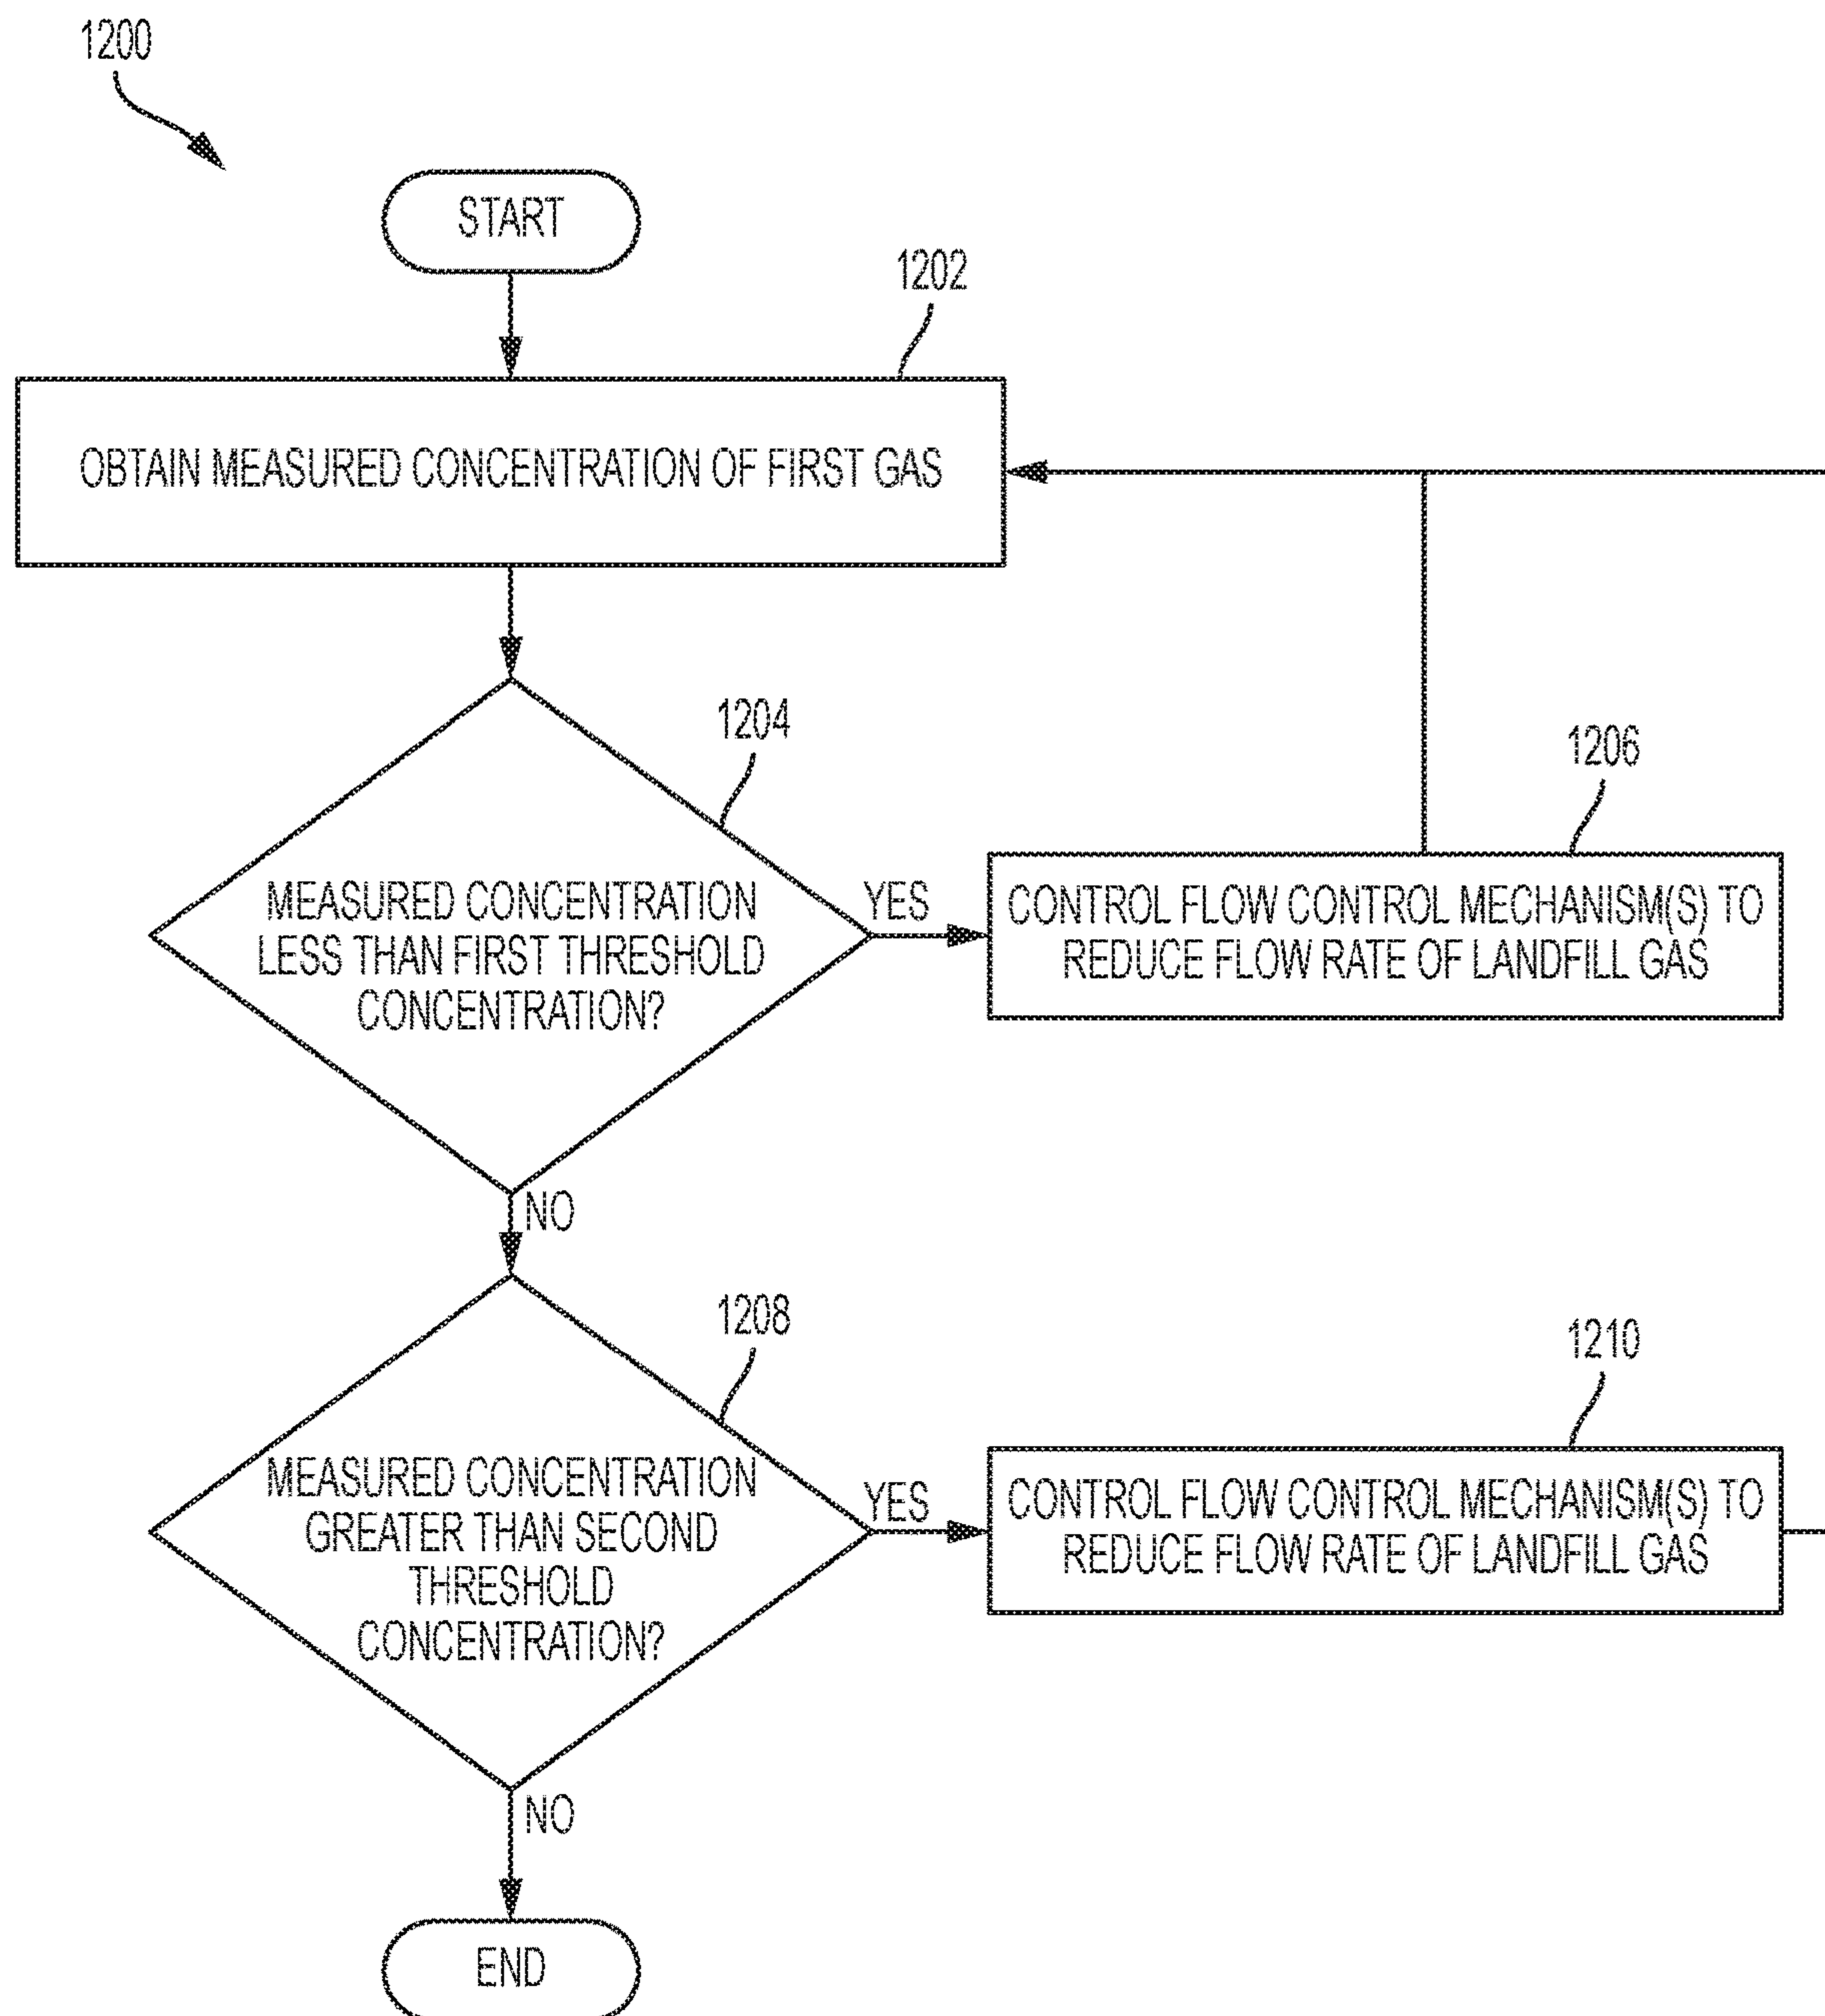 1200
START
1202
OBTAIN MEASURED CONCENTRATION OF FIRST GAS
1204
MEASURED CONCENTRATION
LESS THAN FIRST THRESHOLD
CONCENTRATION?
YES
1206
CONTROL FLOW CONTROL MECHANISM(S) TO
REDUCE FLOW RATE OF LANDFILL GAS
NO
1208
MEASURED CONCENTRATION
GREATER THAN SECOND
THRESHOLD
CONCENTRATION?
YES
1210
CONTROL FLOW CONTROL MECHANISM(S) TO
REDUCE FLOW RATE OF LANDFILL GAS
NO
END